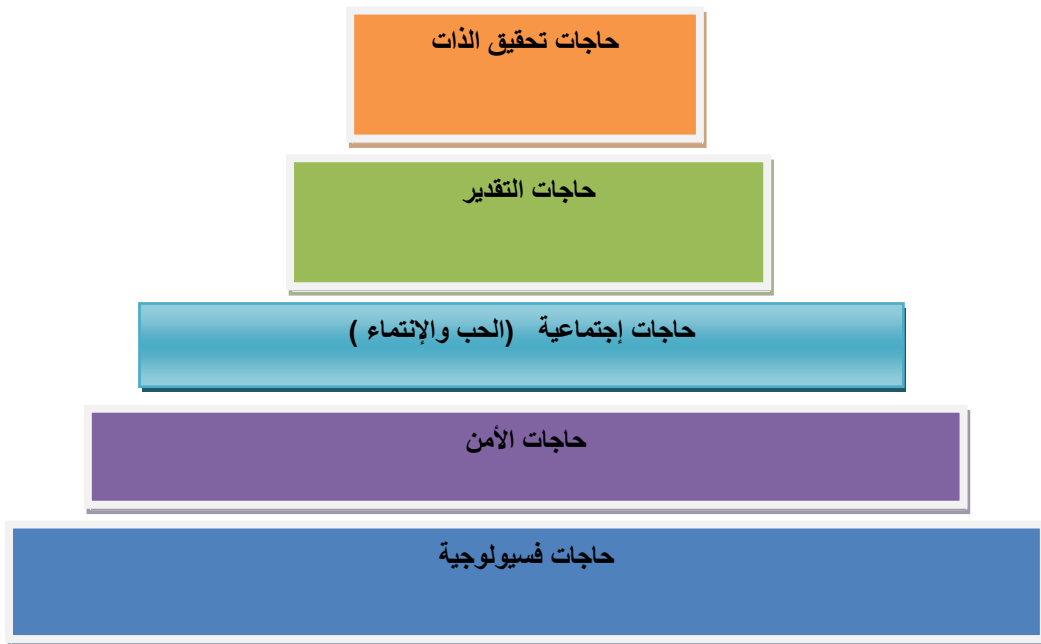 حاجات تحقيق الذات
حاجات التقدير
حاجات إجتماعية (الحب والإنتماء )
حاجات الأمن
حاجات فسيولوجية